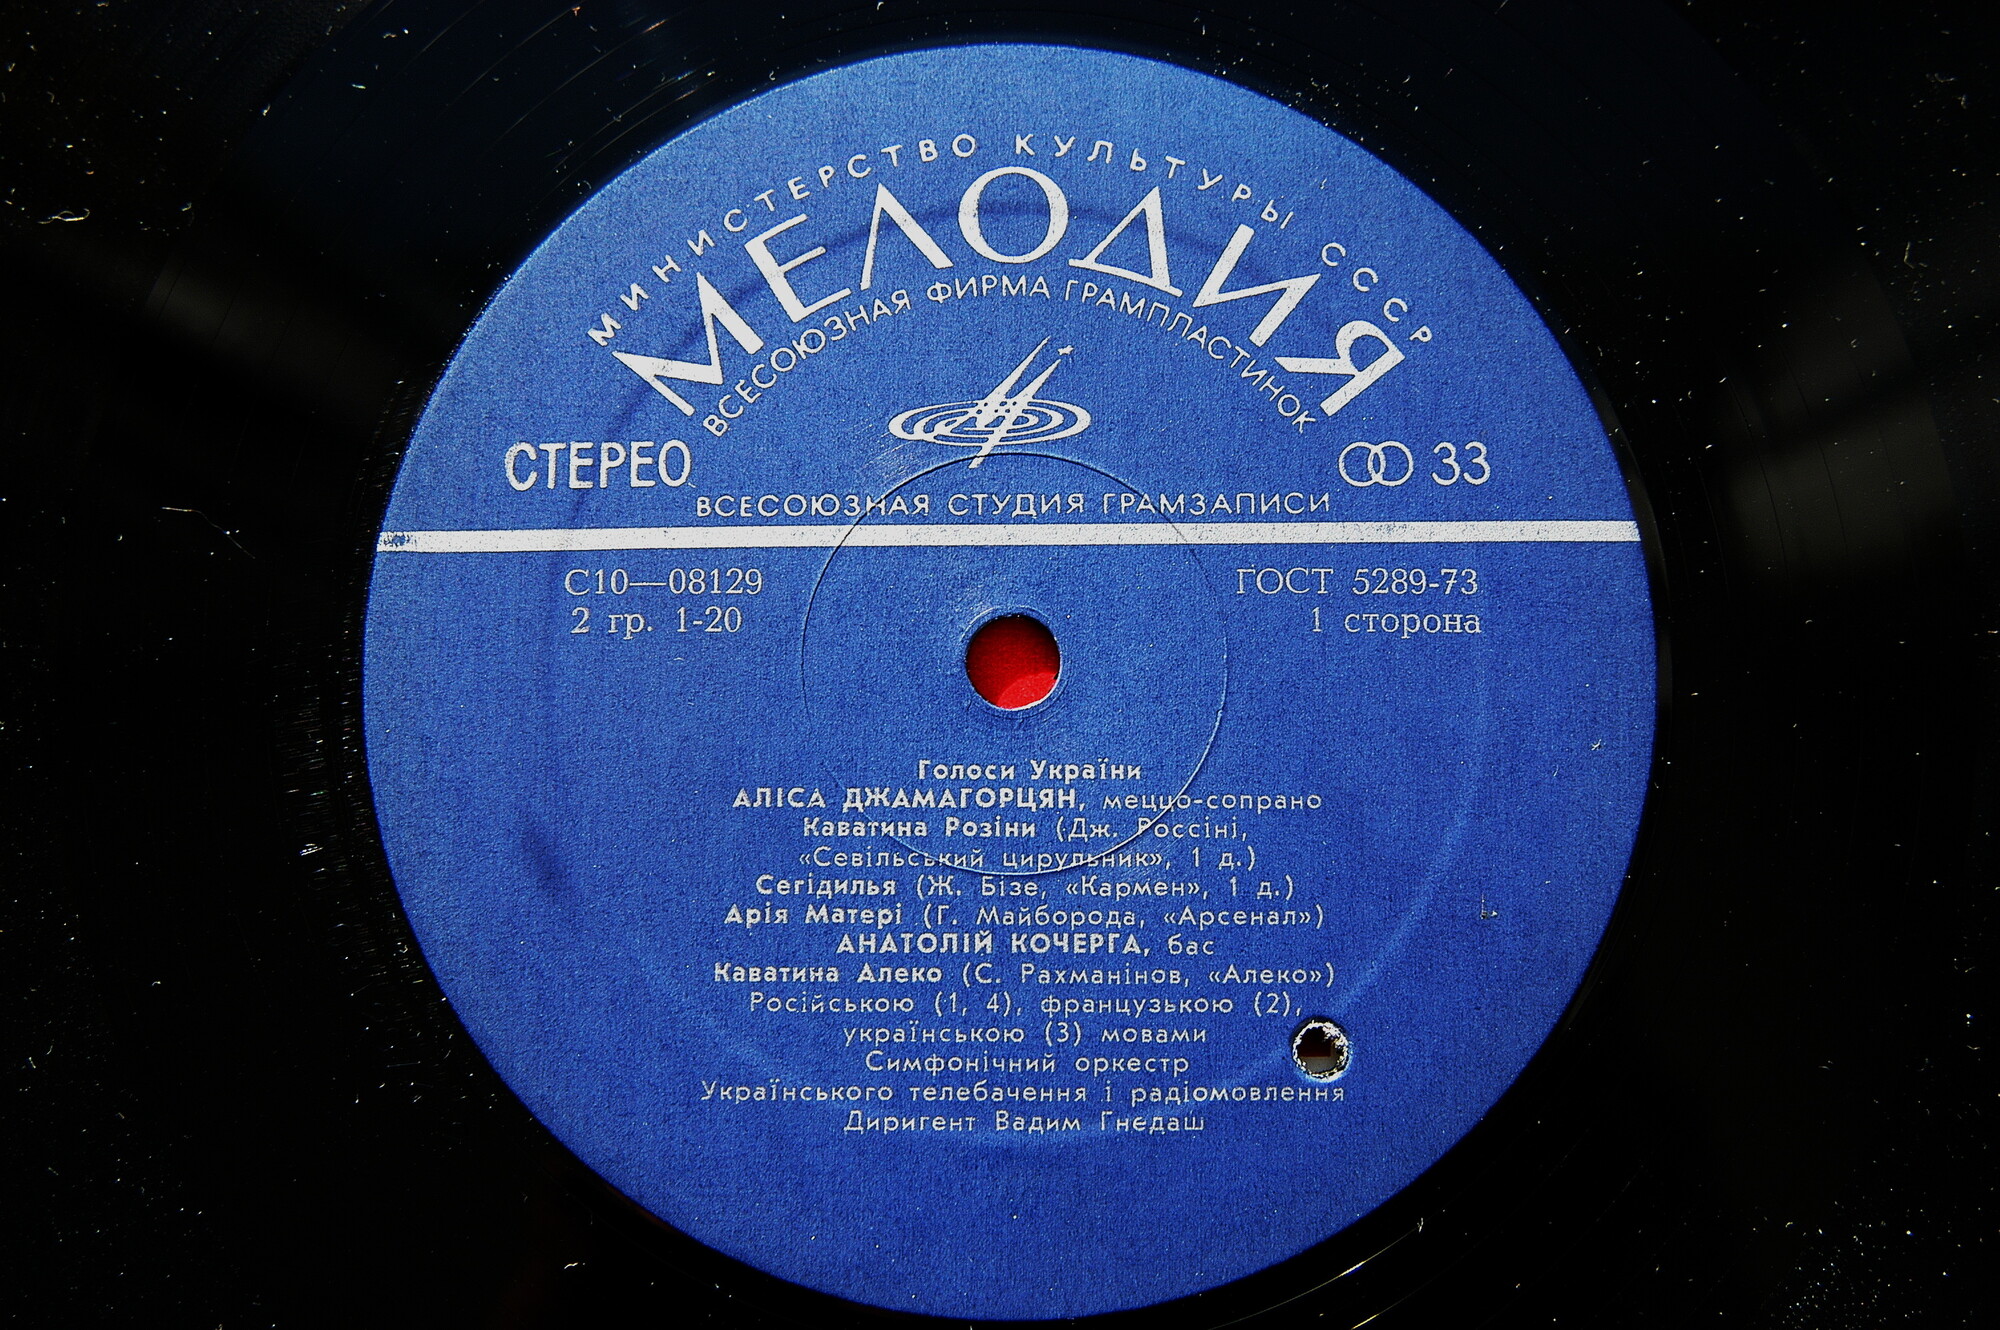 МИНИСТЕРСТВО КУЛЬТУРЫ СССР
МЕЛОДИЯ
ВСЕСОЮЗНАЯ ФИРМА ГРАМПЛАСТИНОК
СТЕРЕО
33
ВСЕСОЮЗНАЯ СТУДИЯ ГРАМЗАПИСИ
С10—08129
ГОСТ 5289-73
2 гр. 1-20
1 сторона
Голоси України
АЛІСА ДЖАМАГОРЦЯН, меццо-сопрано
Каватина Розіни (Дж. Россіні,
«Севільський цирульник», 1 д.)
Сегідилья (Ж. Бізе, «Кармен», 1 д.)
Арія Матері (Г. Майборода, «Арсенал»)
АНАТОЛІЙ КОЧЕРГА, бас
Каватина Алеко (С. Рахманінов, «Алеко»)
Російською (1, 4), французькою (2),
українською (3) мовами
Симфонічний оркестр
Українського телебачення і радіомовлення
Диригент Вадим Гнєдаш